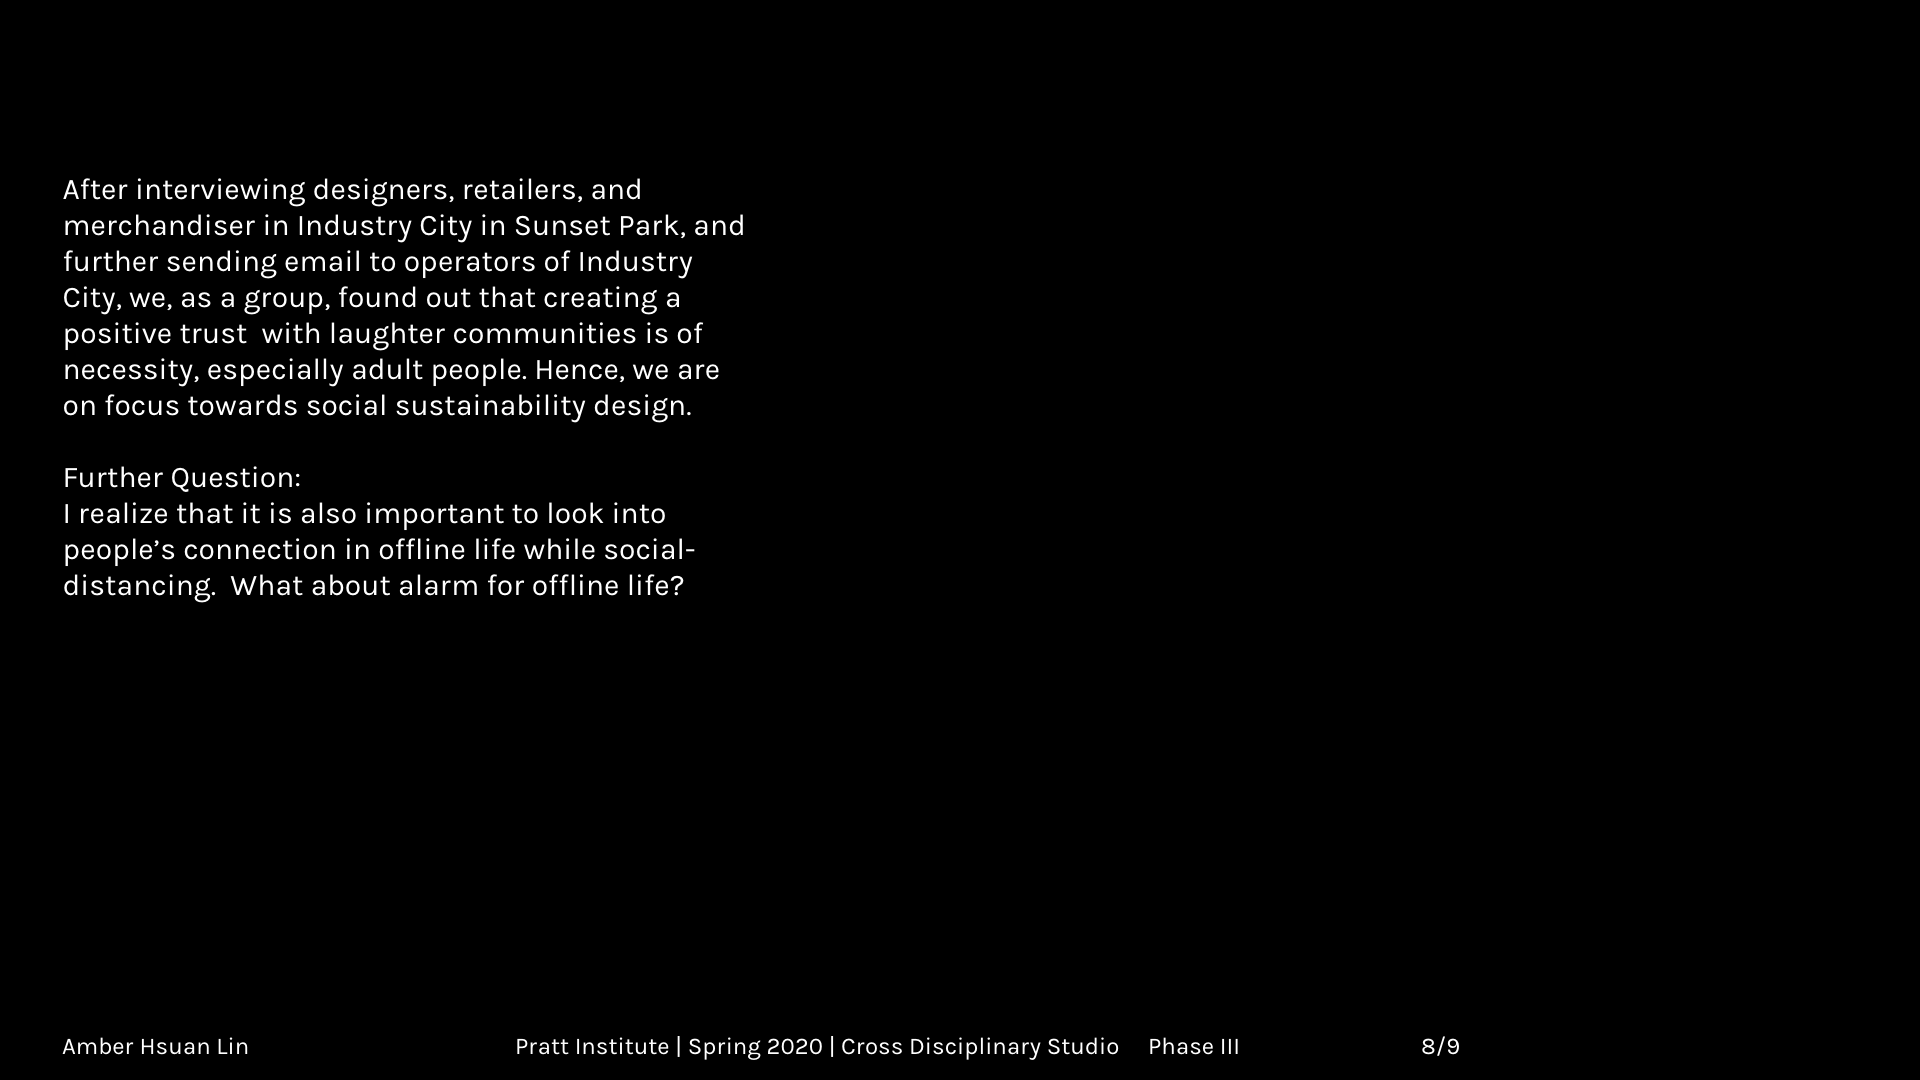 After interviewing designers, retailers, and
merchandiser in Industry City in Sunset Park, and
further sending email to operators of Industry
City, we, as a group, found out that creating a
positive trust  with laughter communities is of
necessity, especially adult people. Hence, we are
on focus towards social sustainability design.

Further Question:
I realize that it is also important to look into
people’s connection in offline life while social-
distancing.  What about alarm for offline life?

Amber Hsuan Lin
Pratt Institute | Spring 2020 | Cross Disciplinary Studio     Phase III
8/9